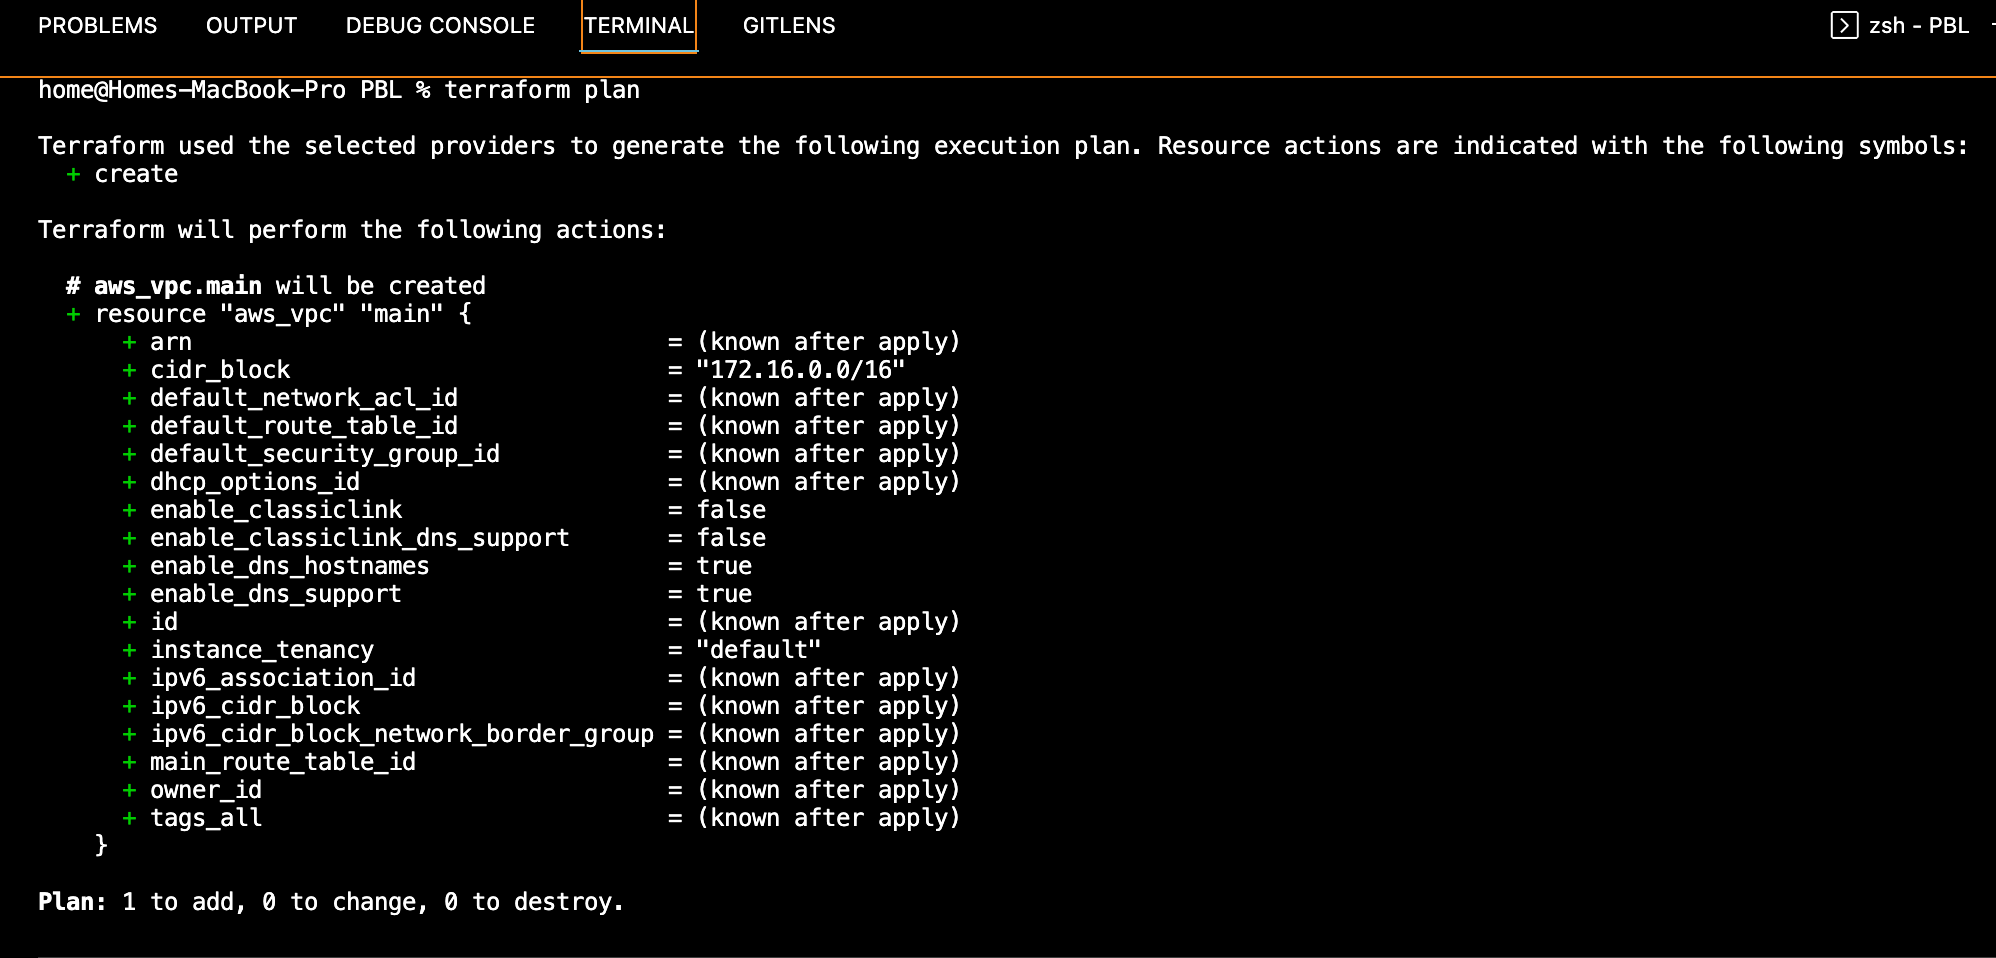 PROBLEMS OUTPUT DEBUG CONSOLE TERMINAL GITLENS zsh - PBL
home@Homes-MacBook-Pro PBL % terraform plan
Terraform used the selected providers to generate the following execution plan. Resource actions are indicated with the following symbols:
+ create
Terraform will perform the following actions:
# aws_vpc.main will be created
+ resource "aws_vpc" "main" {
+ arn = (known after apply)
+ cidr_block = "172.16.0.0/16"
+ default_network_acl_id = (known after apply)
+ default_route_table_id = (known after apply)
+ default_security_group_id = (known after apply)
+ dhcp_options_id = (known after apply)
+ enable_classiclink = false
+ enable_classiclink_dns_support = false
+ enable_dns_hostnames = true
+ enable_dns_support = true
+ id = (known after apply)
+ instance_tenancy = "default"
+ ipv6_association_id = (known after apply)
+ ipv6_cidr_block = (known after apply)
+ ipv6_cidr_block_network_border_group = (known after apply)
+ main_route_table_id = (known after apply)
+ owner_id = (known after apply)
+ tags_all = (known after apply)
}
Plan: 1 to add, 0 to change, 0 to destroy.